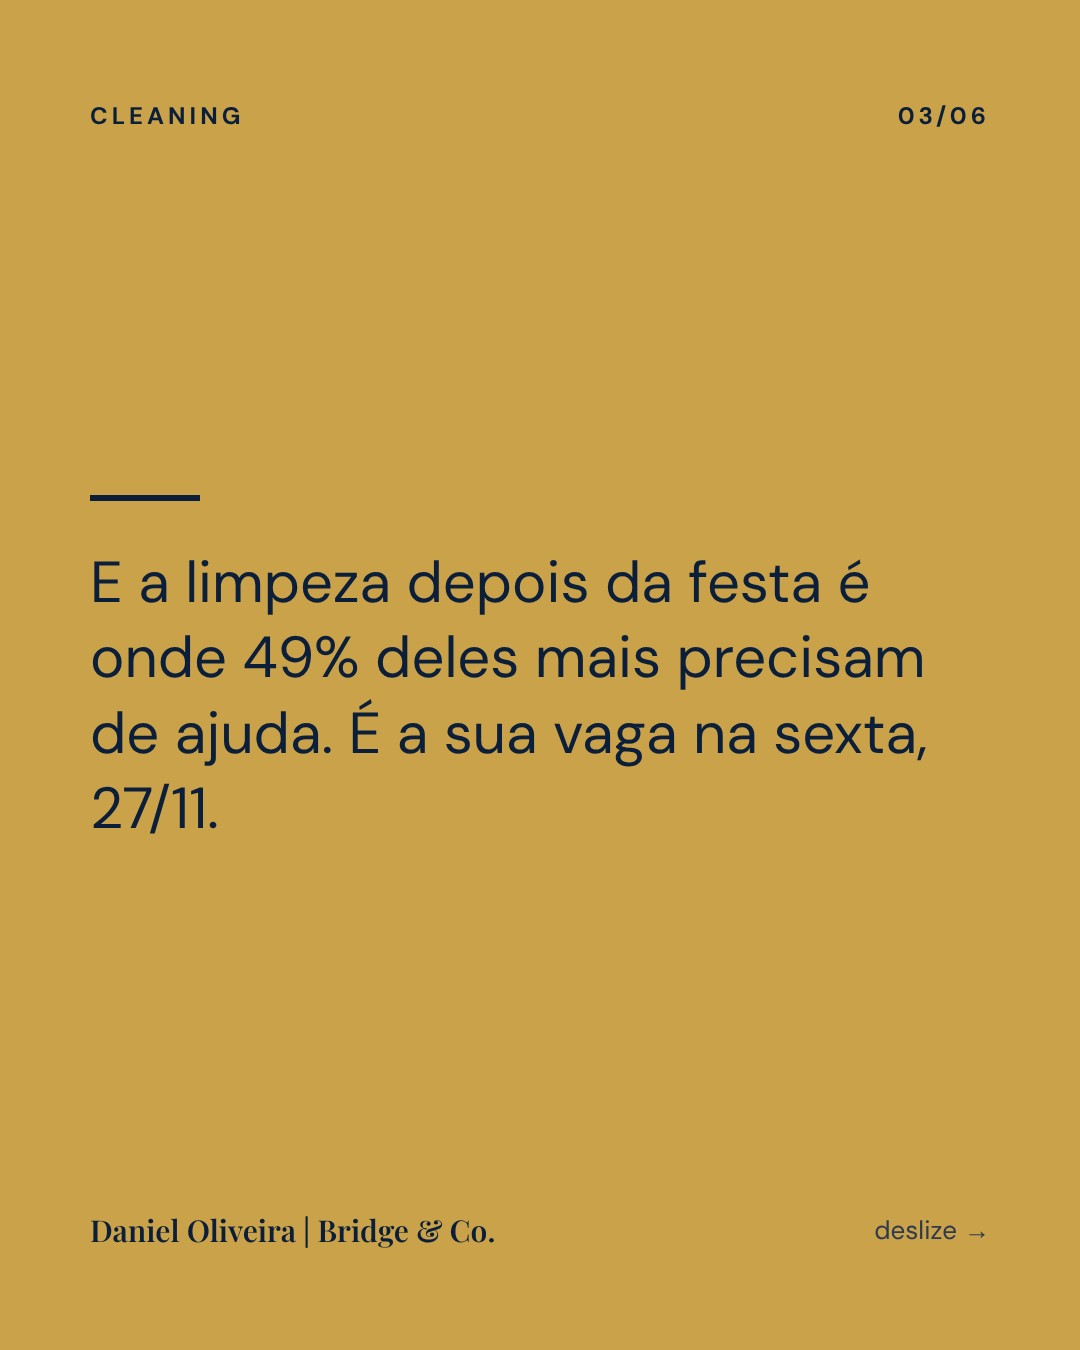 CLEANING
03/06
E a limpeza depois da festa é
onde 49% deles mais precisam
de ajuda. É a sua vaga na sexta,
27/11.
Daniel Oliveira | Bridge & Co.
deslize →